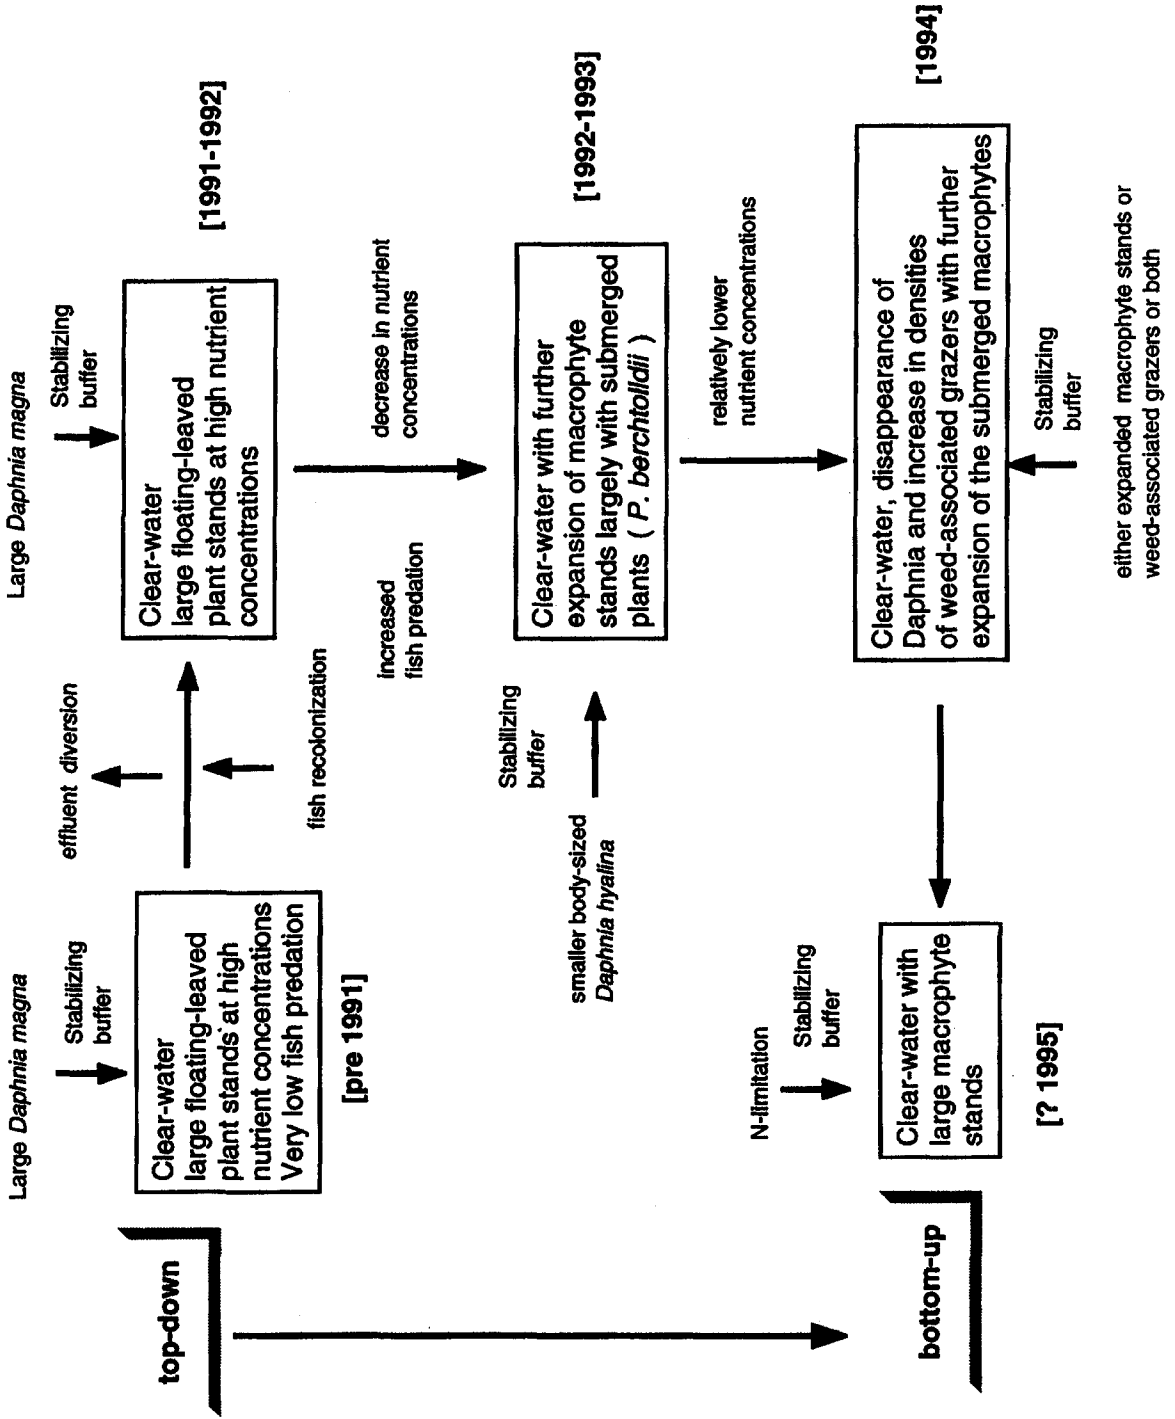 top-down
Large Daphnia magna
Stabilizing
buffer
Clear-water
large floating-leaved
plant stands at high
nutrient concentrations
Very low fish predation
[pre 1991]
effluent diversion
fish recolonization
Large Daphnia magna
Stabilizing
buffer
Clear-water
large floating-leaved
plant stands at high nutrient
concentrations
[1991-1992]
increased
fish predation
decrease in nutrient
concentrations
smaller body-sized
Daphnia hyalina
Stabilizing
buffer
Clear-water with further
expansion of macrophyte
stands largely with submerged
plants ( P. berchtolldii )
[1992-1993]
relatively lower
nutrient concentrations
Clear-water, disappearance of
Daphnia and increase in densities
of weed-associated grazers with further
expansion of the submerged macrophytes
[1994]
Stabilizing
buffer
either expanded macrophyte stands or
weed-associated grazers or both
N-limitation
Stabilizing
buffer
Clear-water with
large macrophyte
stands
[? 1995]
bottom-up